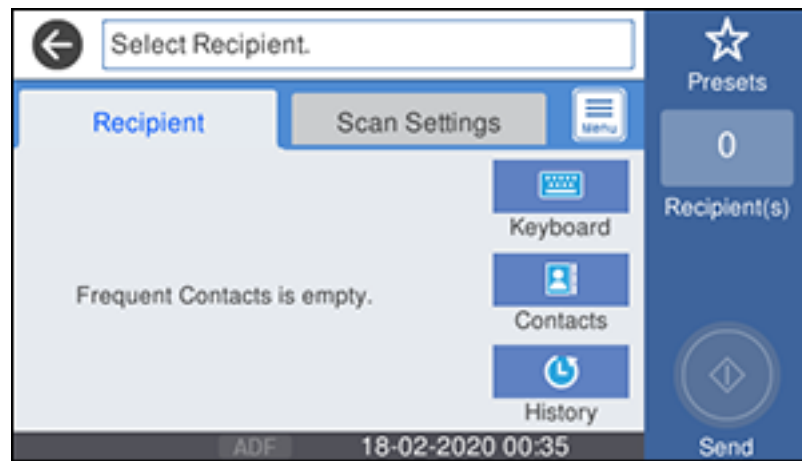 Select Recipient.
Presets
Recipient
Scan Settings
Menu
0
Recipient(s)
Keyboard
Frequent Contacts is empty.
Contacts
History
ADF
18-02-2020 00:35
Send